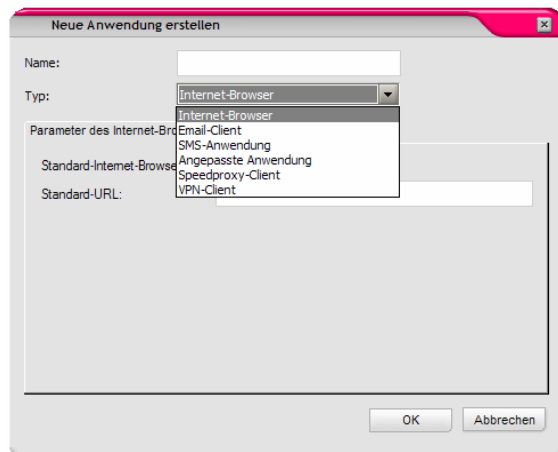 Neue Anwendung erstellen
Name:
Typ:
Internet-Browser
Internet-Browser
Email-Client
SMS-Anwendung
Angepasste Anwendung
Speedproxy-Client
VPN-Client
Parameter des Internet-Bro
Standard-Internet-Browse
Standard-URL:
OK
Abbrechen